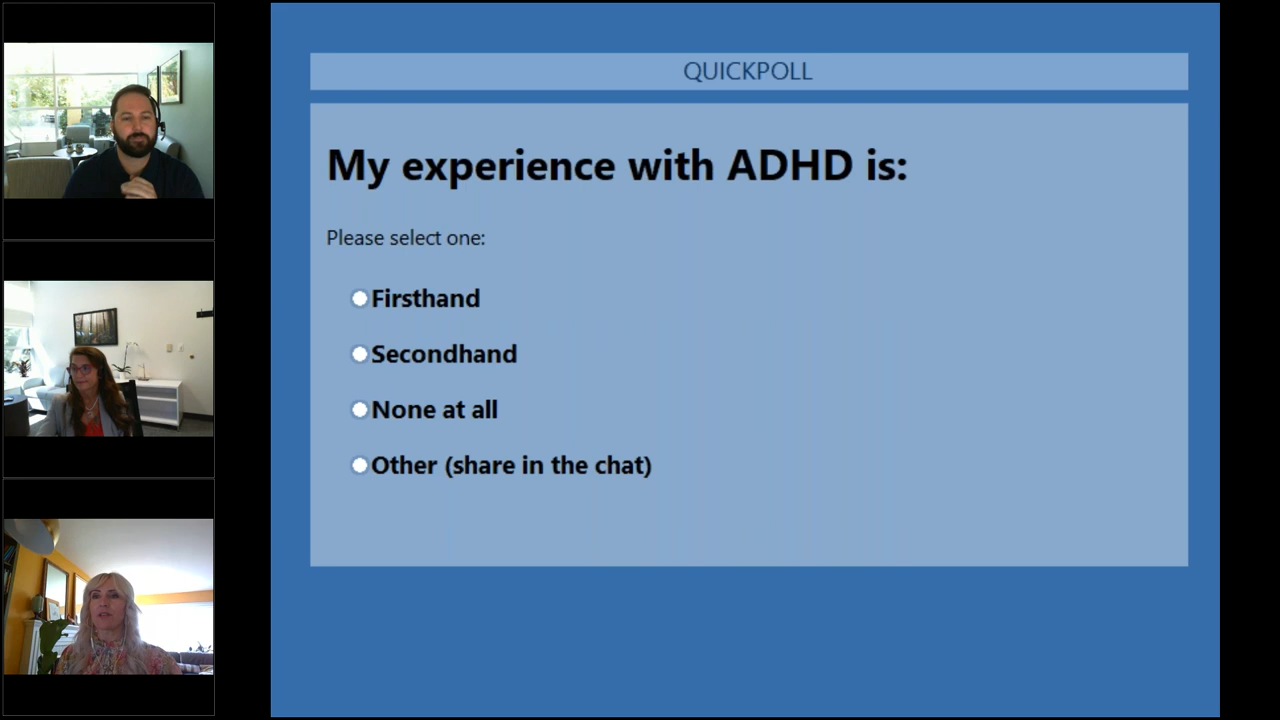 QUICKPOLL
My experience with ADHD is:
Please select one:
Firsthand
Secondhand
None at all
Other (share in the chat)